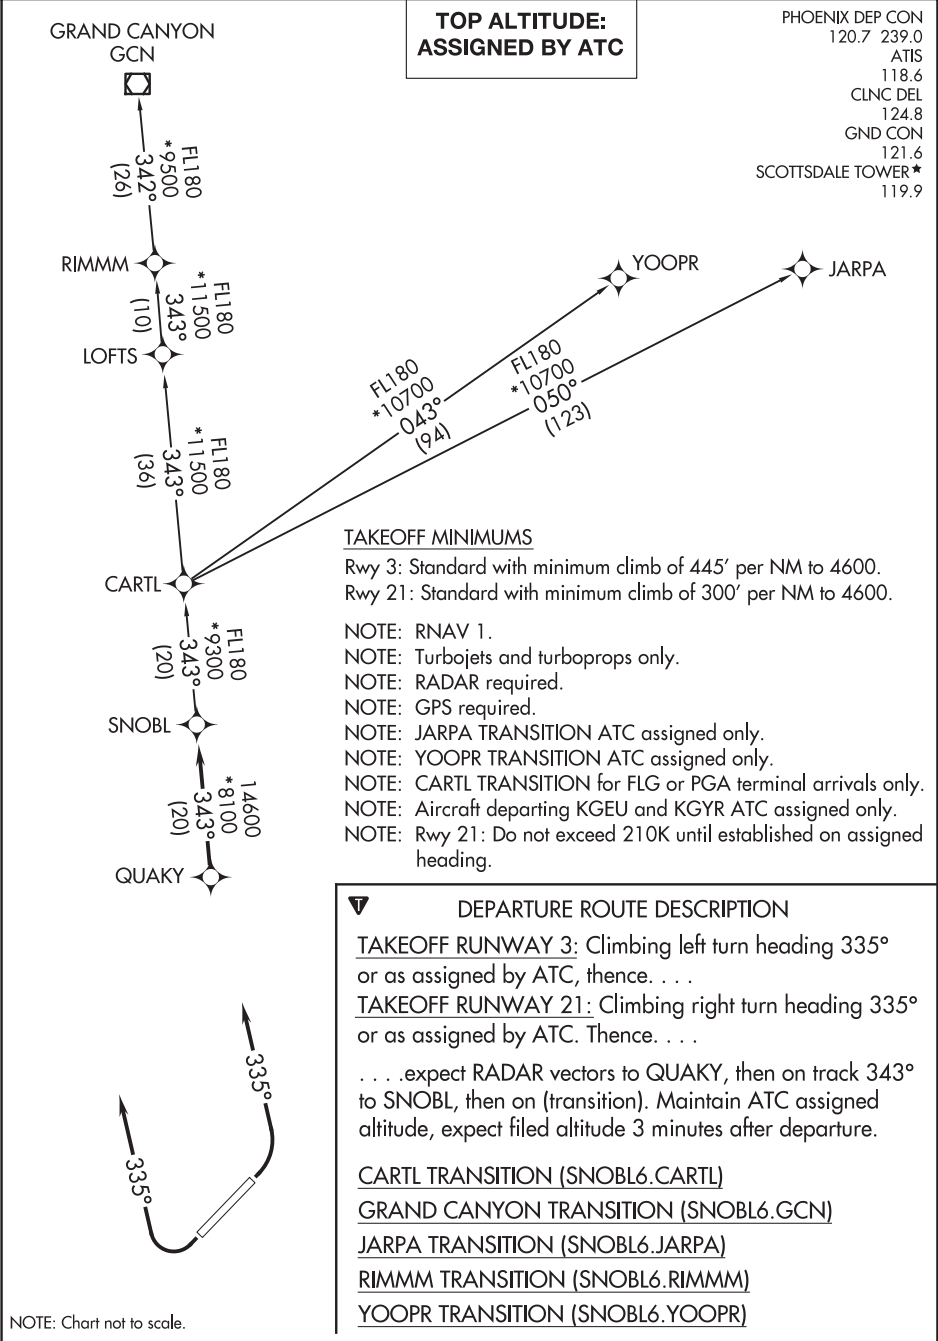 GRAND CANYON
GCN
TOP ALTITUDE:
ASSIGNED BY ATC
PHOENIX DEP CON
120.7 239.0
ATIS
118.6
CLNC DEL
124.8
GND CON
121.6
SCOTTSDALE TOWER★
119.9
FL180
*9500
342°
(26)
RIMMM
FL180
*11500
343°
(10)
LOFTS
FL180
*11500
343°
(36)
YOOPR
JARPA
FL180
*10700
043°
(94)
FL180
*10700
050°
(123)
CARTL
FL180
*9300
343°
(20)
SNOBL
14600
*8100
343°
(20)
QUAKY
TAKEOFF MINIMUMS
Rwy 3: Standard with minimum climb of 445' per NM to 4600.
Rwy 21: Standard with minimum climb of 300' per NM to 4600.
NOTE: RNAV 1.
NOTE: Turbojets and turboprops only.
NOTE: RADAR required.
NOTE: GPS required.
NOTE: JARPA TRANSITION ATC assigned only.
NOTE: YOOPR TRANSITION ATC assigned only.
NOTE: CARTL TRANSITION for FLG or PGA terminal arrivals only.
NOTE: Aircraft departing KGEU and KGYR ATC assigned only.
NOTE: Rwy 21: Do not exceed 210K until established on assigned
heading.
T
DEPARTURE ROUTE DESCRIPTION
TAKEOFF RUNWAY 3: Climbing left turn heading 335°
or as assigned by ATC, thence. . . .
TAKEOFF RUNWAY 21: Climbing right turn heading 335°
or as assigned by ATC. Thence. . . .
. . . .expect RADAR vectors to QUAKY, then on track 343°
to SNOBL, then on (transition). Maintain ATC assigned
altitude, expect filed altitude 3 minutes after departure.
CARTL TRANSITION (SNOBL6.CARTL)
GRAND CANYON TRANSITION (SNOBL6.GCN)
JARPA TRANSITION (SNOBL6.JARPA)
RIMMM TRANSITION (SNOBL6.RIMMM)
YOOPR TRANSITION (SNOBL6.YOOPR)
335°
335°
NOTE: Chart not to scale.